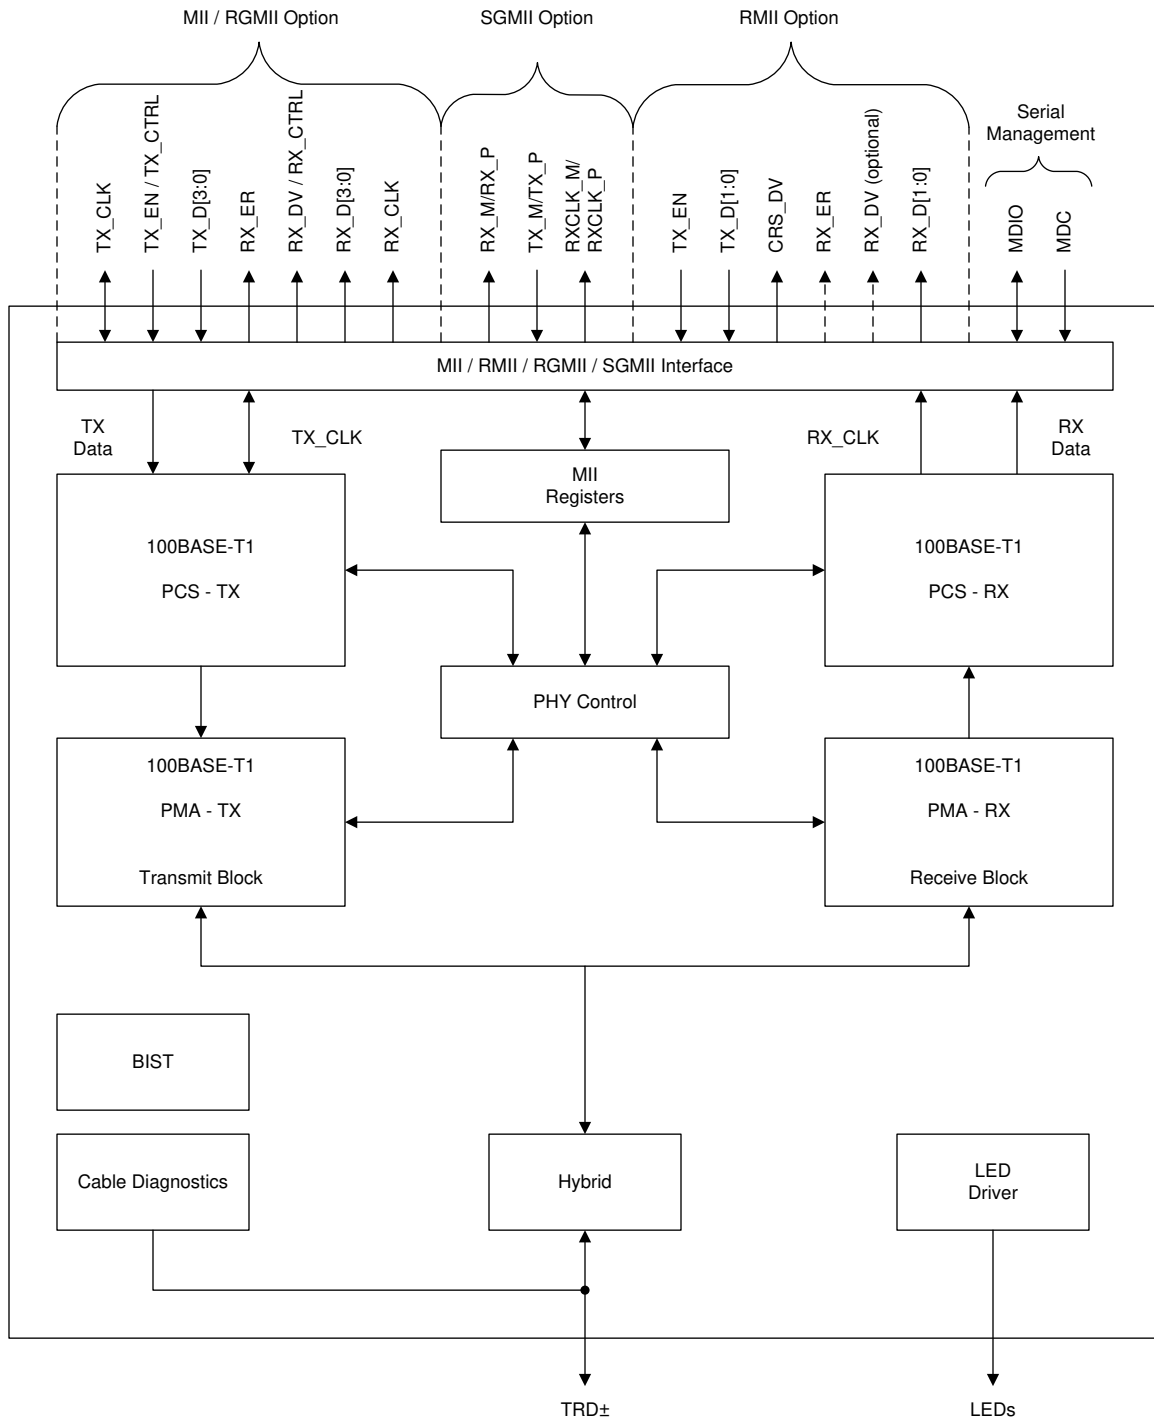 MII / RGMII Option
SGMII Option
RMII Option
Serial
Management
TX_CLK
TX_EN / TX_CTRL
TX_D[3:0]
RX_ER
RX_DV / RX_CTRL
RX_D[3:0]
RX_CLK
RX_M/RX_P
TX_M/TX_P
RXCLK_M/
RXCLK_P
TX_EN
TX_D[1:0]
CRS_DV
RX_ER
RX_DV (optional)
RX_D[1:0]
MDIO
MDC
MII / RMII / RGMII / SGMII Interface
TX
Data
TX_CLK
RX_CLK
RX
Data
MII
Registers
100BASE-T1
PCS - TX
100BASE-T1
PCS - RX
PHY Control
100BASE-T1
PMA - TX
Transmit Block
100BASE-T1
PMA - RX
Receive Block
BIST
Cable Diagnostics
Hybrid
LED
Driver
TRD±
LEDs